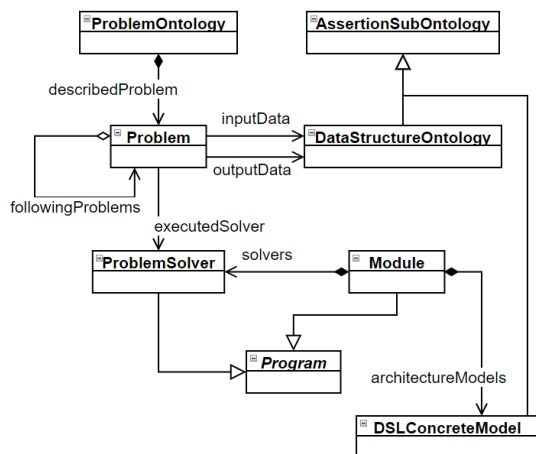 ProblemOntology
AssertionSubOntology
describedProblem
inputData
Problem
DataStructureOntology
outputData
followingProblems
executedSolver
ProblemSolver
solvers
Module
Program
architectureModels
DSLConcreteModel